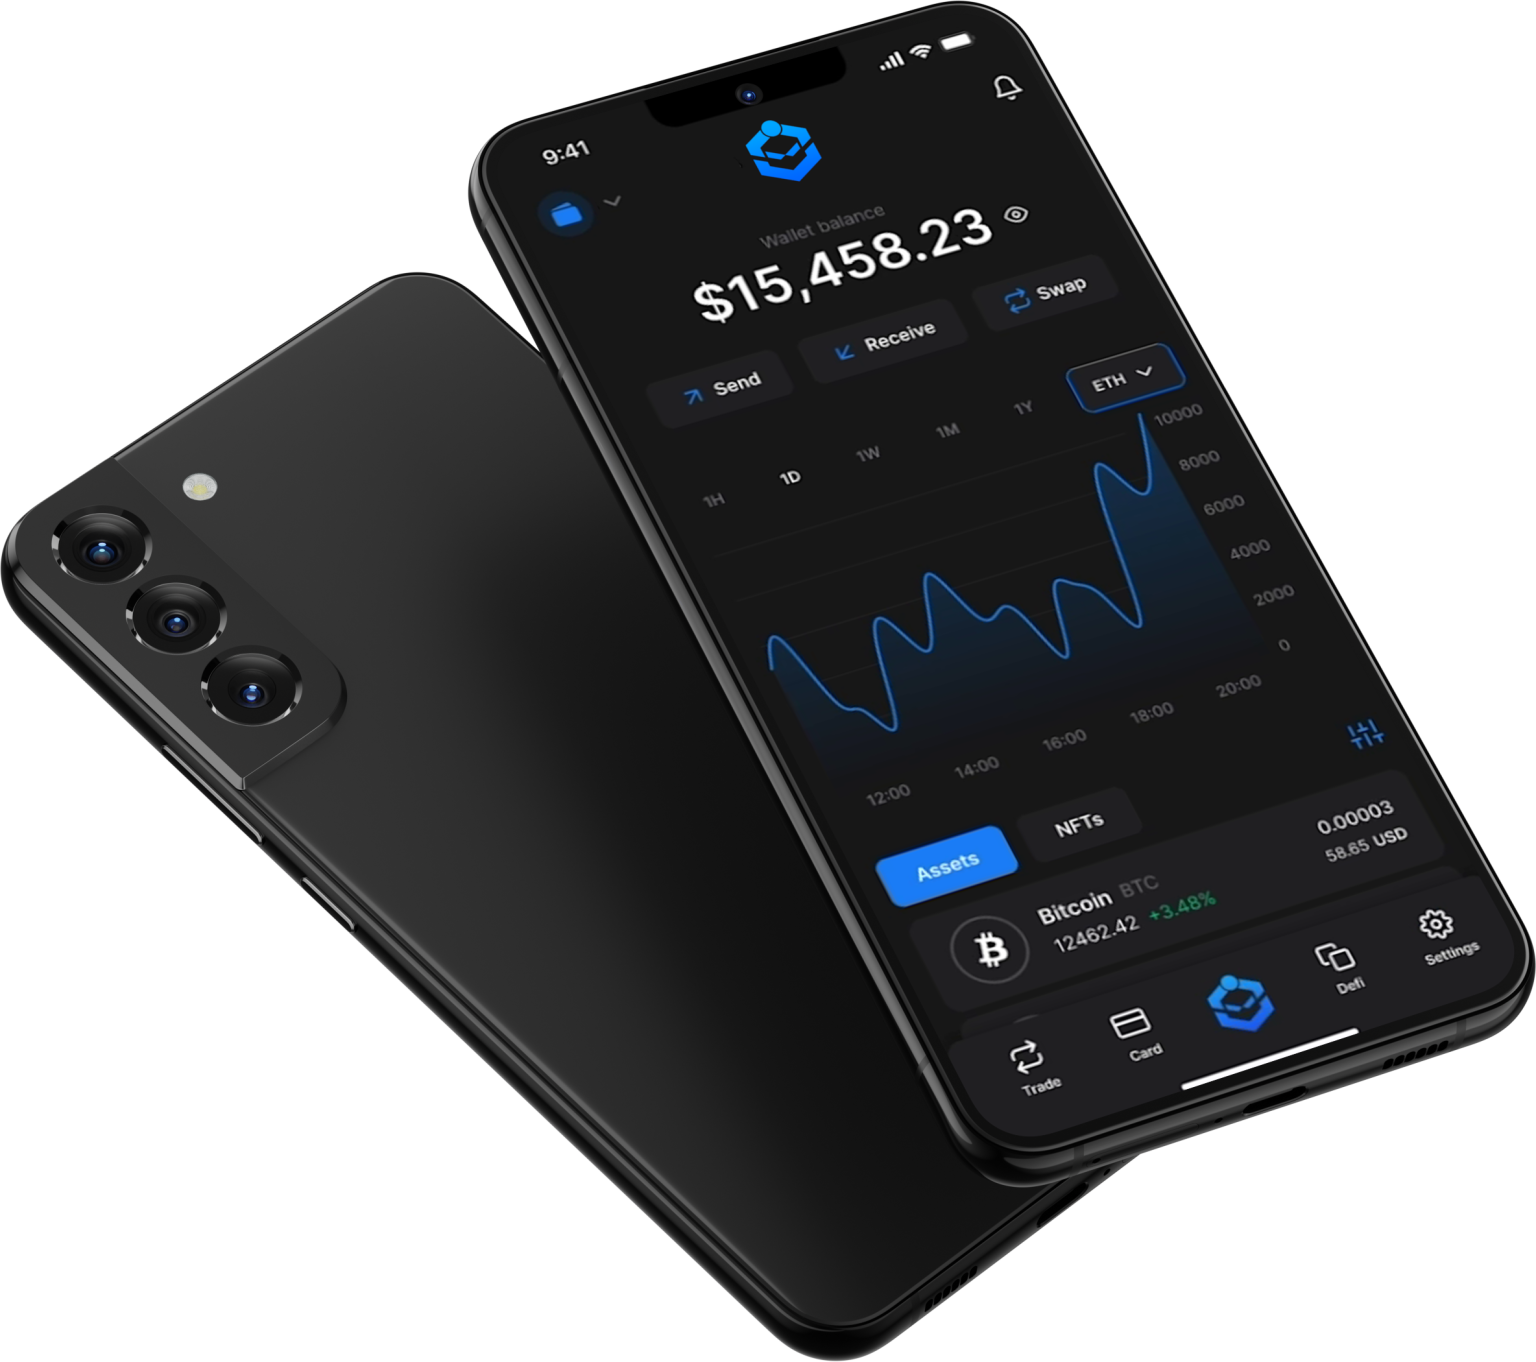 9:41
Wallet balance
$15,458.23
Send
Receive
Swap
ETH
1H
1D
1W
1M
1Y
10000
8000
6000
4000
2000
0
12:00
14:00
16:00
18:00
20:00
Assets
NFTs
Bitcoin BTC
12462.42 +3.48%
0.00003
58.65 USD
Trade
Card
Defi
Settings